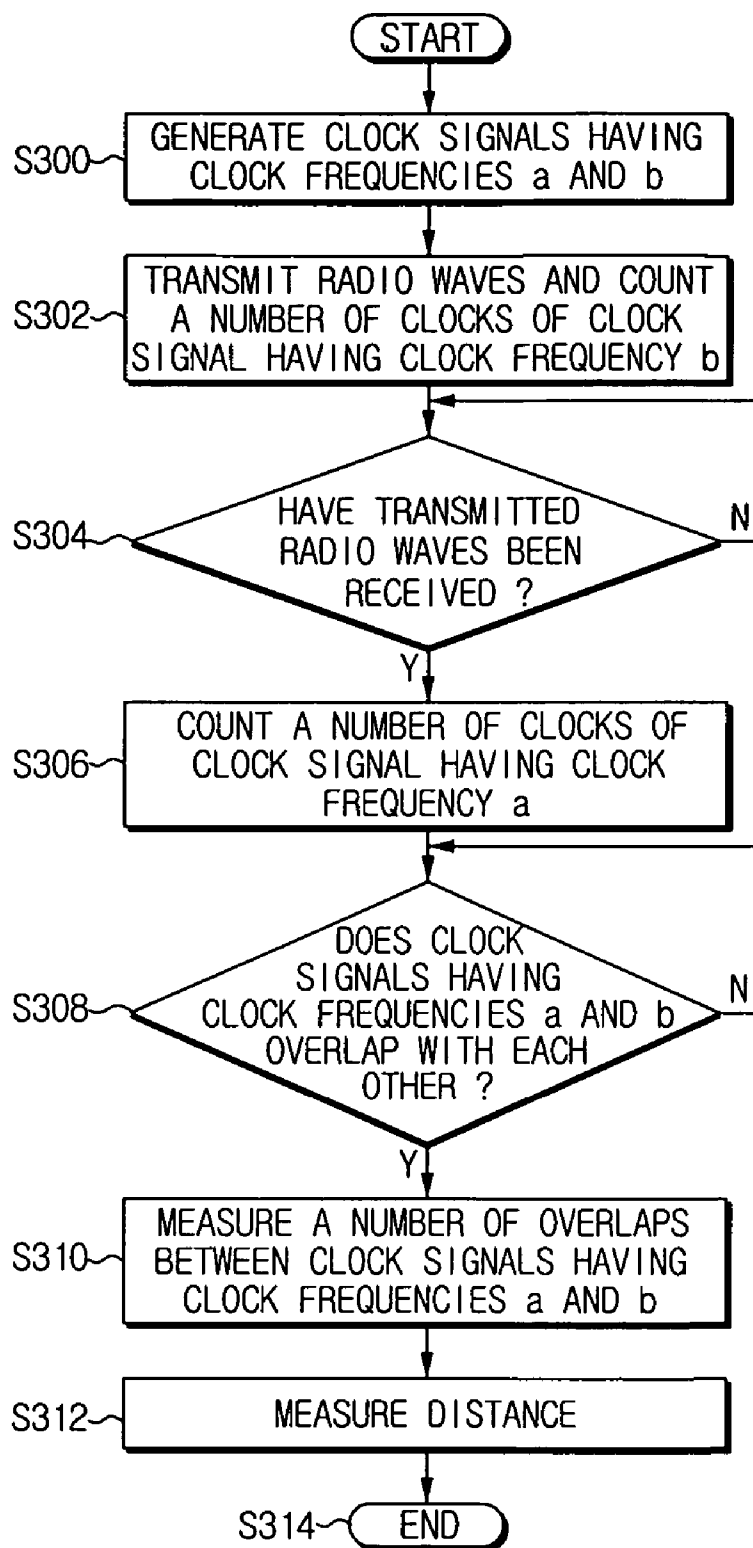 START
S300
GENERATE CLOCK SIGNALS HAVING
CLOCK FREQUENCIES a AND b
S302
TRANSMIT RADIO WAVES AND COUNT
A NUMBER OF CLOCKS OF CLOCK
SIGNAL HAVING CLOCK FREQUENCY b
S304
HAVE TRANSMITTED
RADIO WAVES BEEN
RECEIVED ?
N
Y
S306
COUNT A NUMBER OF CLOCKS OF
CLOCK SIGNAL HAVING CLOCK
FREQUENCY a
S308
DOES CLOCK
SIGNALS HAVING
CLOCK FREQUENCIES a AND b
OVERLAP WITH EACH
OTHER ?
N
Y
S310
MEASURE A NUMBER OF OVERLAPS
BETWEEN CLOCK SIGNALS HAVING
CLOCK FREQUENCIES a AND b
S312
MEASURE DISTANCE
S314
END